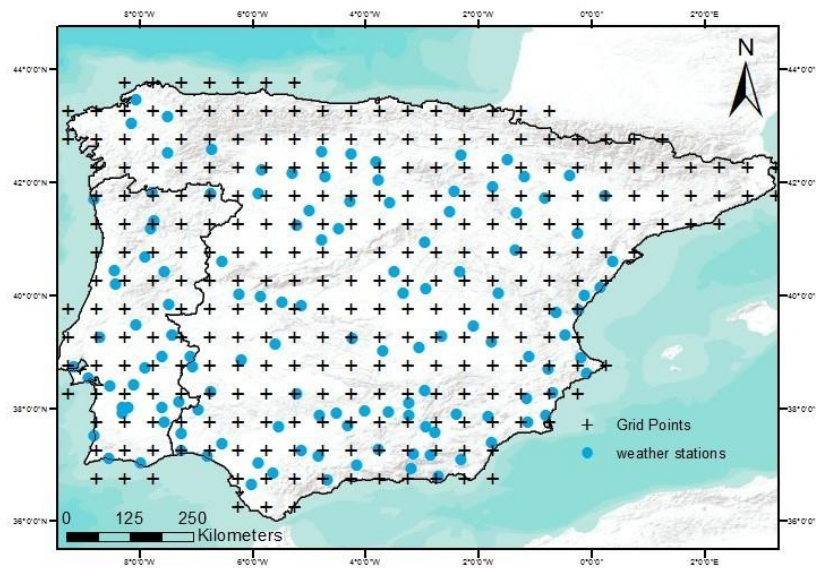 8°0'0"W 6°0'0"W 4°0'0"W 2°0'0"W 0°0'0" 2°0'0"E
N
44°0'0"N 44°0'0"N
42°0'0"N 42°0'0"N
40°0'0"N 40°0'0"N
38°0'0"N 38°0'0"N
Grid Points
weather stations
0 125 250
Kilometers
36°0'0"N 36°0'0"N
8°0'0"W 6°0'0"W 4°0'0"W 2°0'0"W 0°0'0" 2°0'0"E